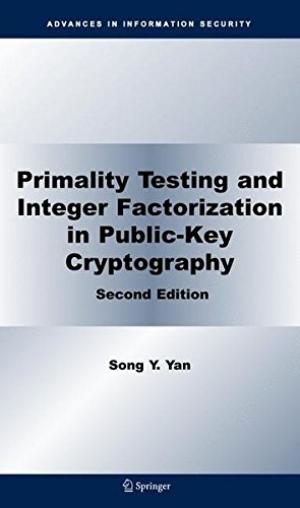 ADVANCES IN INFORMATION SECURITY
Primality Testing and
Integer Factorization
in Public-Key
Cryptography
Second Edition
Song Y. Yan
Springer